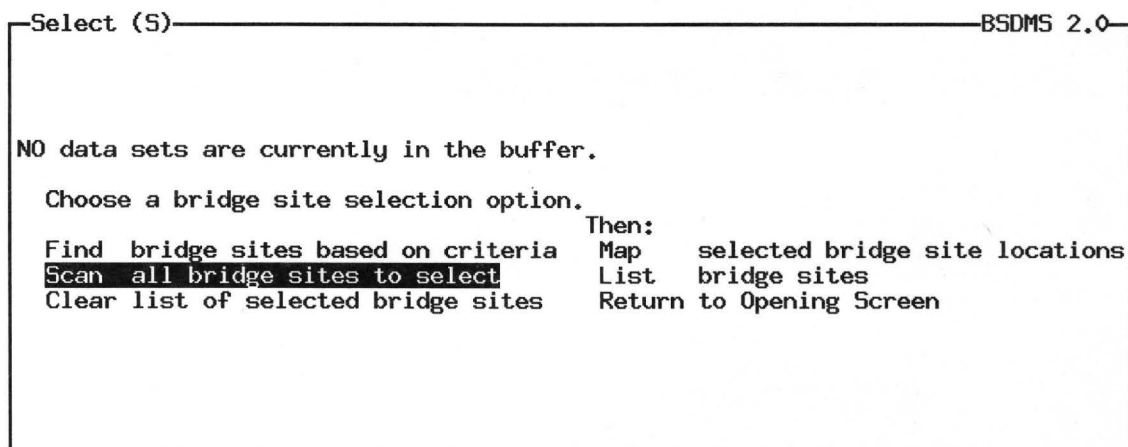 Select (S) BSDMS 2.0
NO data sets are currently in the buffer.
Choose a bridge site selection option.
Then:
Find bridge sites based on criteria Map selected bridge site locations
Scan all bridge sites to select List bridge sites
Clear list of selected bridge sites Return to Opening Screen